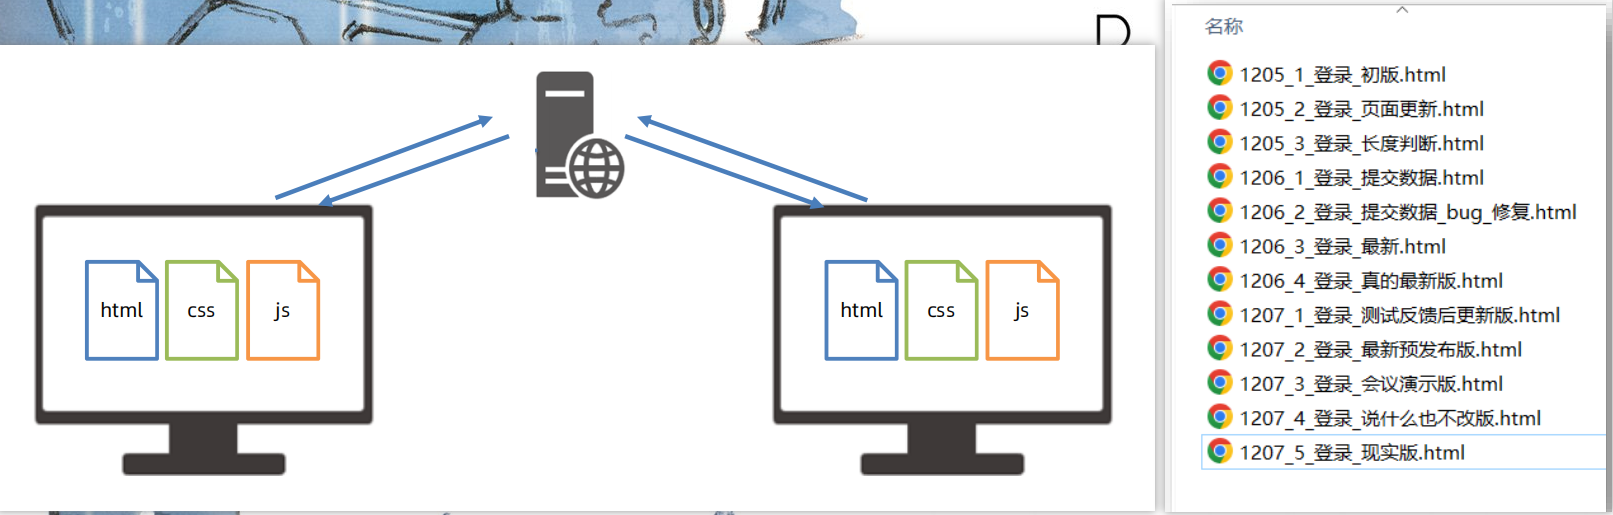 html
css
js
html
css
js
名称
1205_1_登录_初版.html
1205_2_登录_页面更新.html
1205_3_登录_长度判断.html
1206_1_登录_提交数据.html
1206_2_登录_提交数据_bug_修复.html
1206_3_登录_最新.html
1206_4_登录_真的最新版.html
1207_1_登录_测试反馈后更新版.html
1207_2_登录_最新预发布版.html
1207_3_登录_会议演示版.html
1207_4_登录_说什么也不改版.html
1207_5_登录_现实版.html